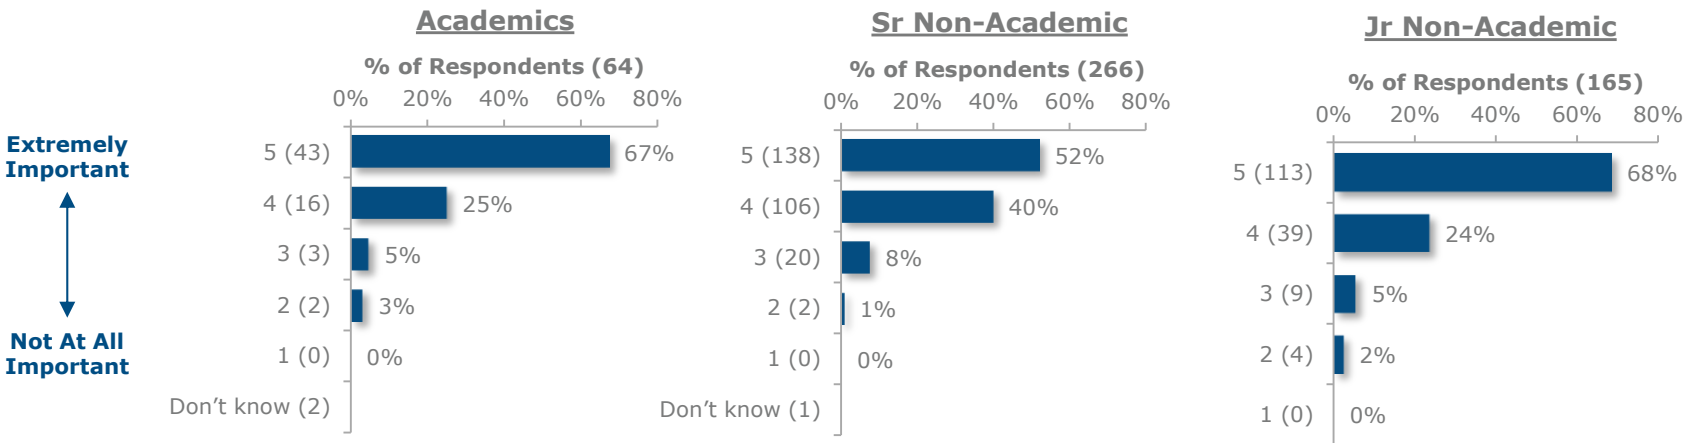 Academics
% of Respondents (64)
0% 20% 40% 60% 80%
Extremely
Important
Not At All
Important
5 (43) 67%
4 (16) 25%
3 (3) 5%
2 (2) 3%
1 (0) 0%
Don’t know (2)
Sr Non-Academic
% of Respondents (266)
0% 20% 40% 60% 80%
5 (138) 52%
4 (106) 40%
3 (20) 8%
2 (2) 1%
1 (0) 0%
Don’t know (1)
Jr Non-Academic
% of Respondents (165)
0% 20% 40% 60% 80%
5 (113) 68%
4 (39) 24%
3 (9) 5%
2 (4) 2%
1 (0) 0%